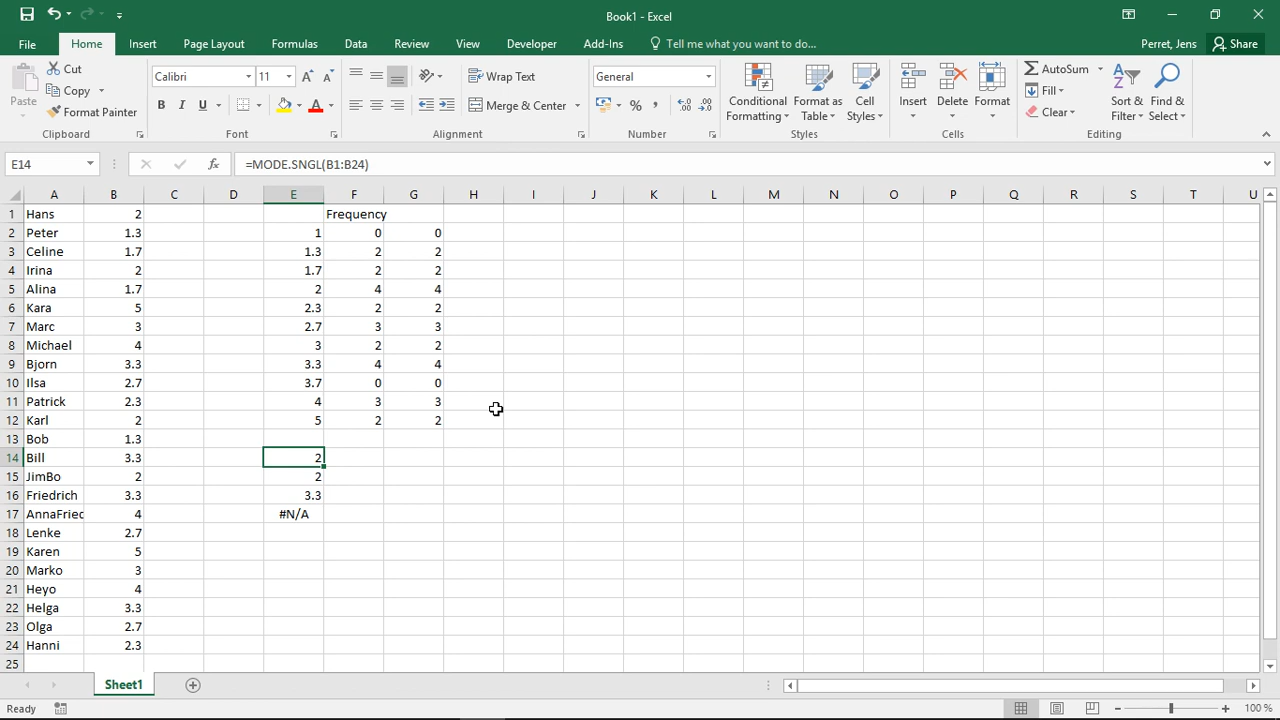 Book1 - Excel
File Home Insert Page Layout Formulas Data Review View Developer Add-Ins Tell me what you want to do... Perret, Jens Share
Paste
Cut
Copy
Format Painter
Clipboard
Calibri 11
B I U
Font
Wrap Text
Merge & Center
Alignment
General
%
Number
Conditional Formatting
Format as Table
Cell Styles
Styles
Insert Delete Format
Cells
AutoSum
Fill
Clear
Sort & Filter
Find & Select
Editing
E14 fx =MODE.SNGL(B1:B24)
A B C D E F G H I J K L M N O P Q R S T U
1 Hans 2 Frequency
2 Peter 1.3 1 0 0
3 Celine 1.7 1.3 2 2
4 Irina 2 1.7 2 2
5 Alina 1.7 2 4 4
6 Kara 5 2.3 2 2
7 Marc 3 2.7 3 3
8 Michael 4 3 2 2
9 Bjorn 3.3 3.3 4 4
10 Ilsa 2.7 3.7 0 0
11 Patrick 2.3 4 3 3
12 Karl 2 5 2 2
13 Bob 1.3
14 Bill 3.3 2
15 JimBo 2 2
16 Friedrich 3.3 3.3
17 AnnaFried 4 #N/A
18 Lenke 2.7
19 Karen 5
20 Marko 3
21 Heyo 4
22 Helga 3.3
23 Olga 2.7
24 Hanni 2.3
25
Sheet1
Ready 100 %